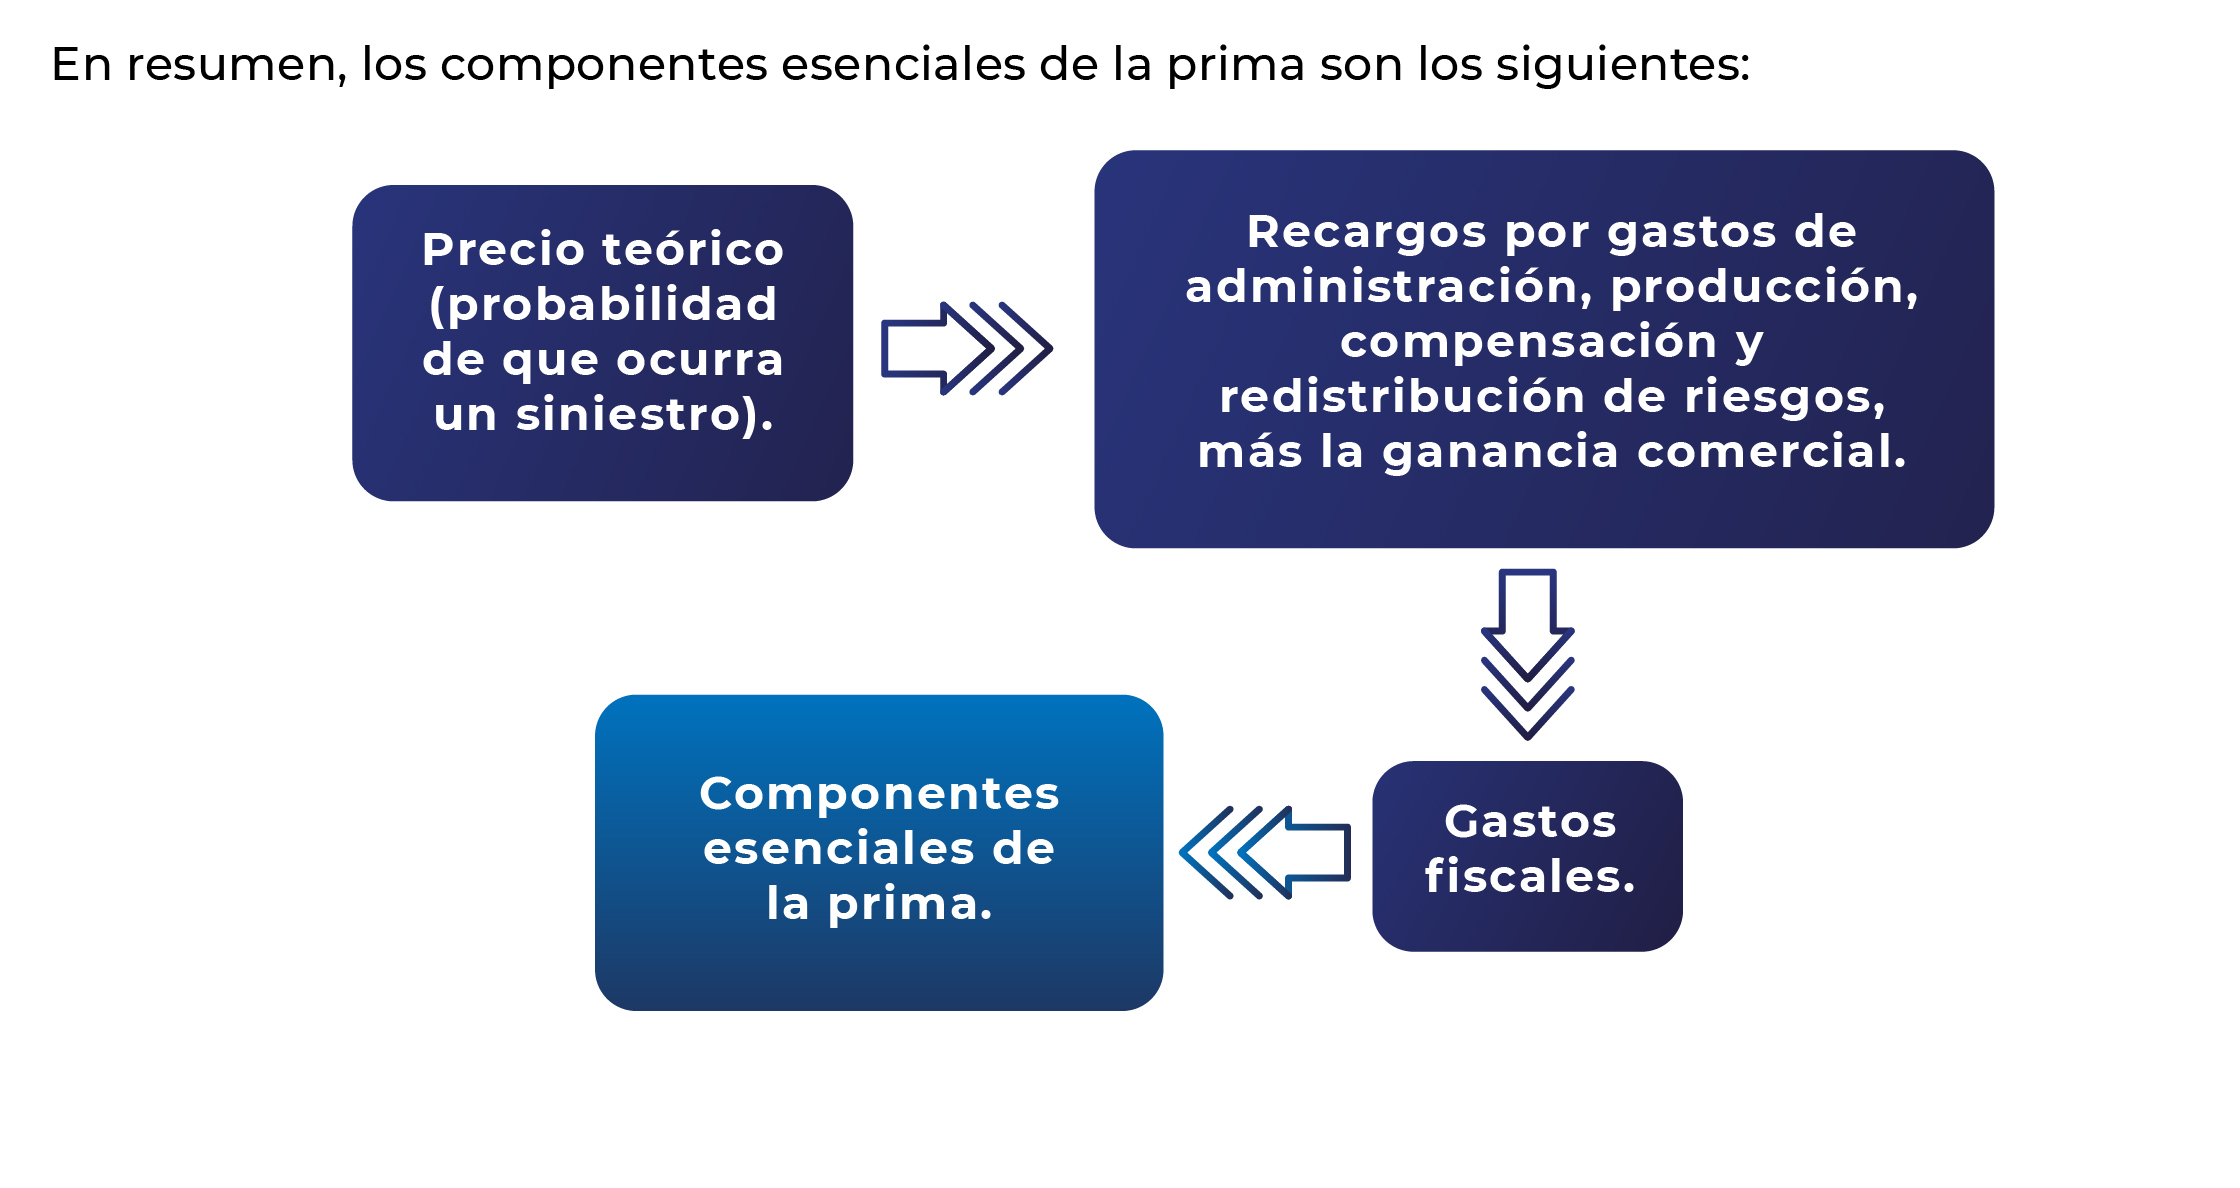 En resumen, los componentes esenciales de la prima son los siguientes:
Precio teórico
(probabilidad
de que ocurra
un siniestro).
Recargos por gastos de
administración, producción,
compensación y
redistribución de riesgos,
más la ganancia comercial.
Gastos
fiscales.
Componentes
esenciales de
la prima.